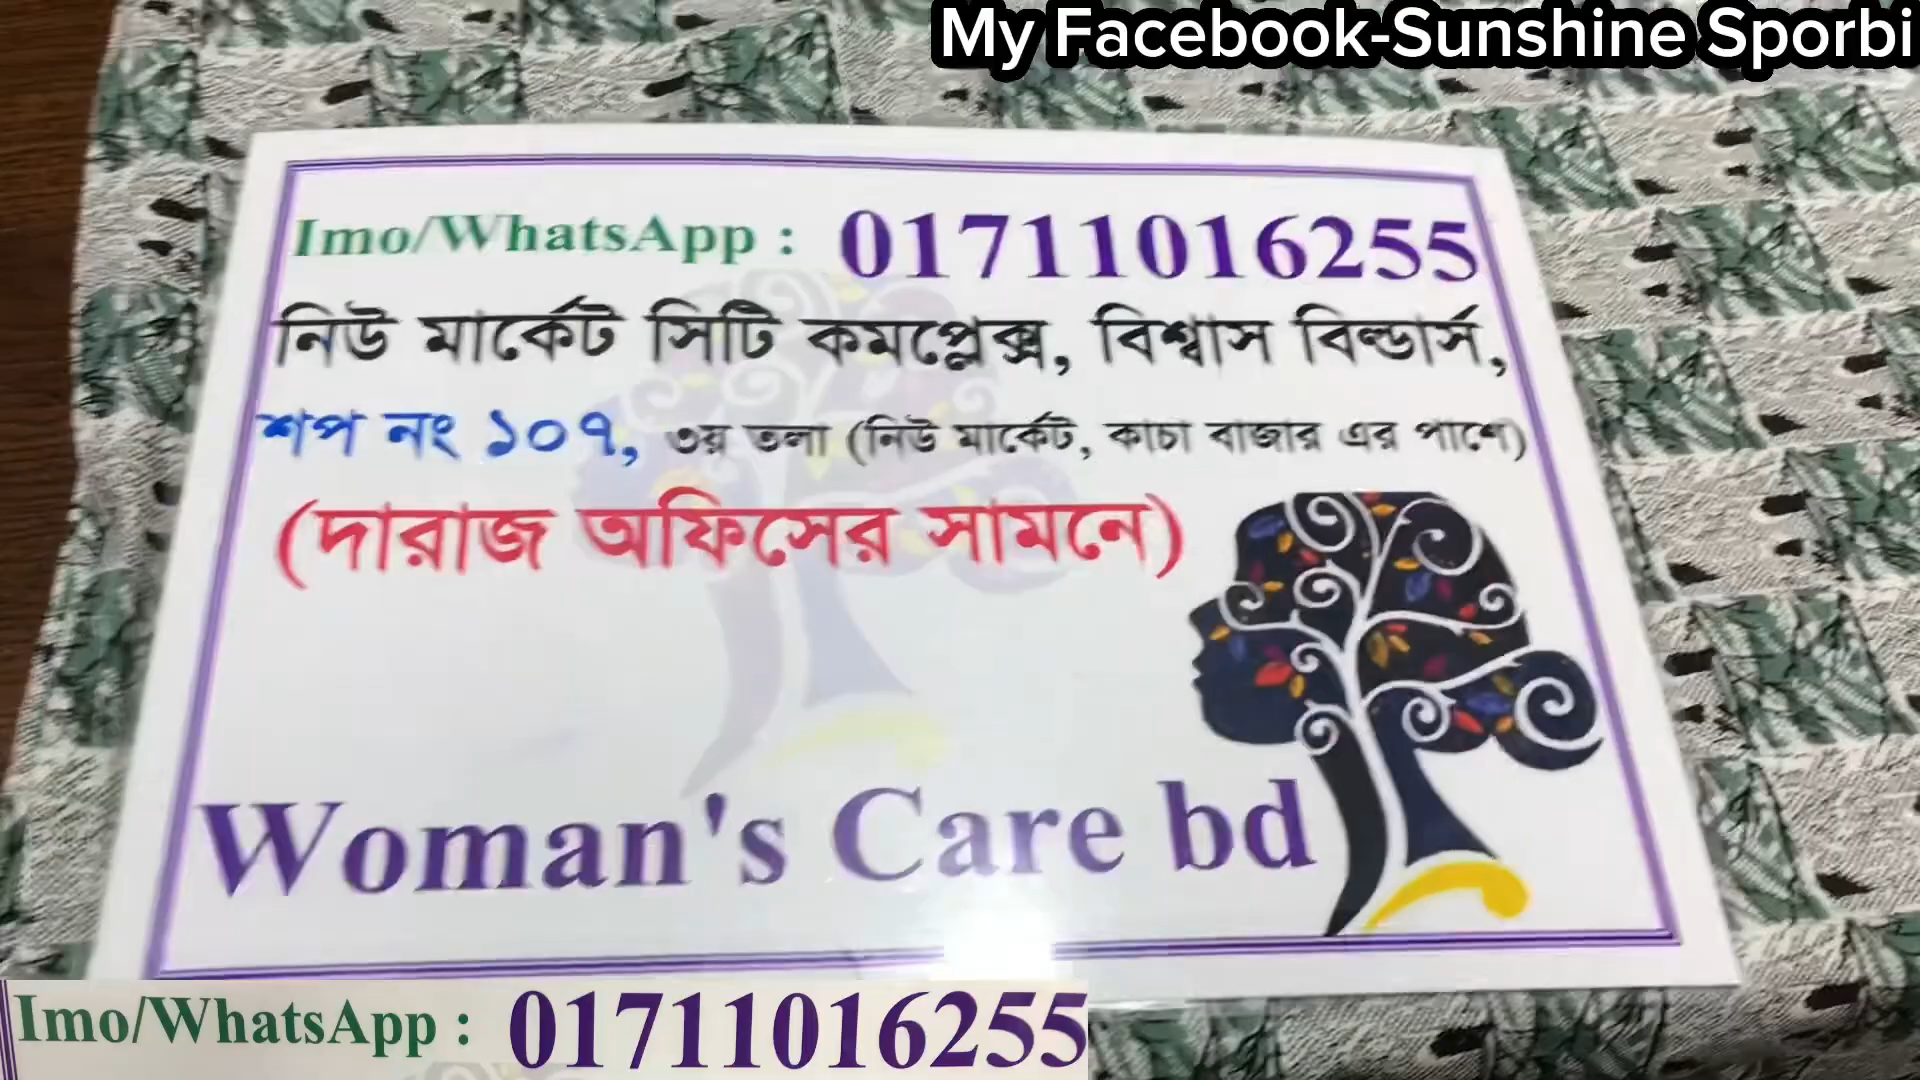 My Facebook-Sunshine Sporbi
Imo/WhatsApp : 01711016255
নিউ মার্কেট সিটি কমপ্লেক্স, বিশ্বাস বিল্ডার্স,
শপ নং ১০৭, ৩য় তলা (নিউ মার্কেট, কাচা বাজার এর পাশে)
(দারাজ অফিসের সামনে)
Woman's Care bd
Imo/WhatsApp : 01711016255